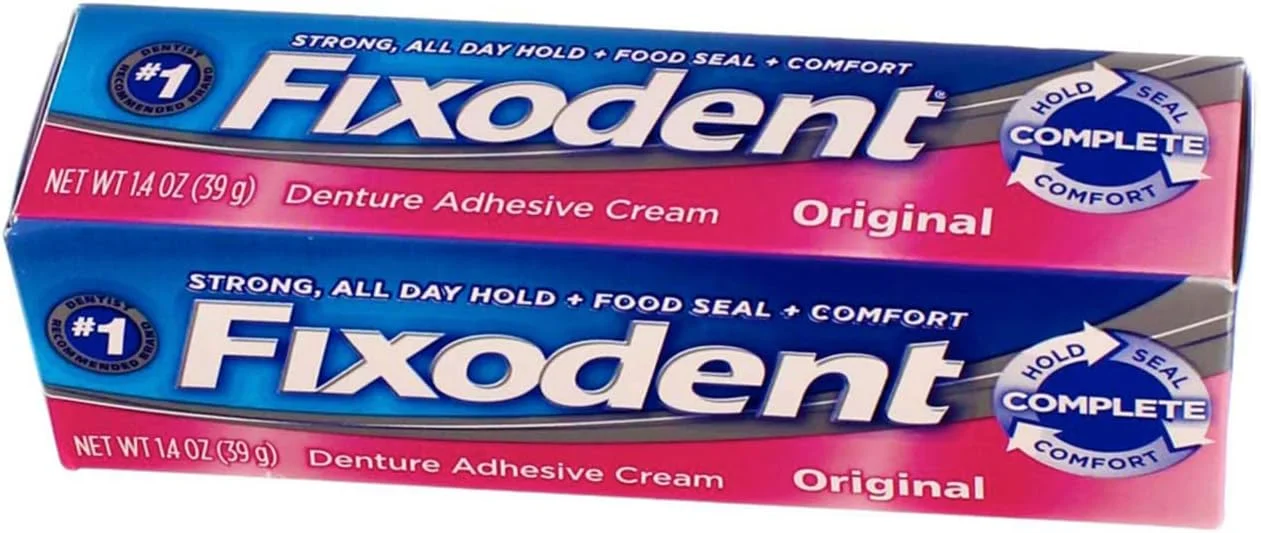 STRONG, ALL DAY HOLD + FOOD SEAL + COMFORT
DENTIST
#1
RECOMMENDED BRAND
Fixodent®
HOLD SEAL
COMPLETE
COMFORT
NET WT 1.4 OZ (39 g) Denture Adhesive Cream Original
STRONG, ALL DAY HOLD + FOOD SEAL + COMFORT
DENTIST
#1
RECOMMENDED BRAND
Fixodent
HOLD SEAL
COMPLETE
COMFORT
NET WT 1.4 OZ (39 g) Denture Adhesive Cream Original